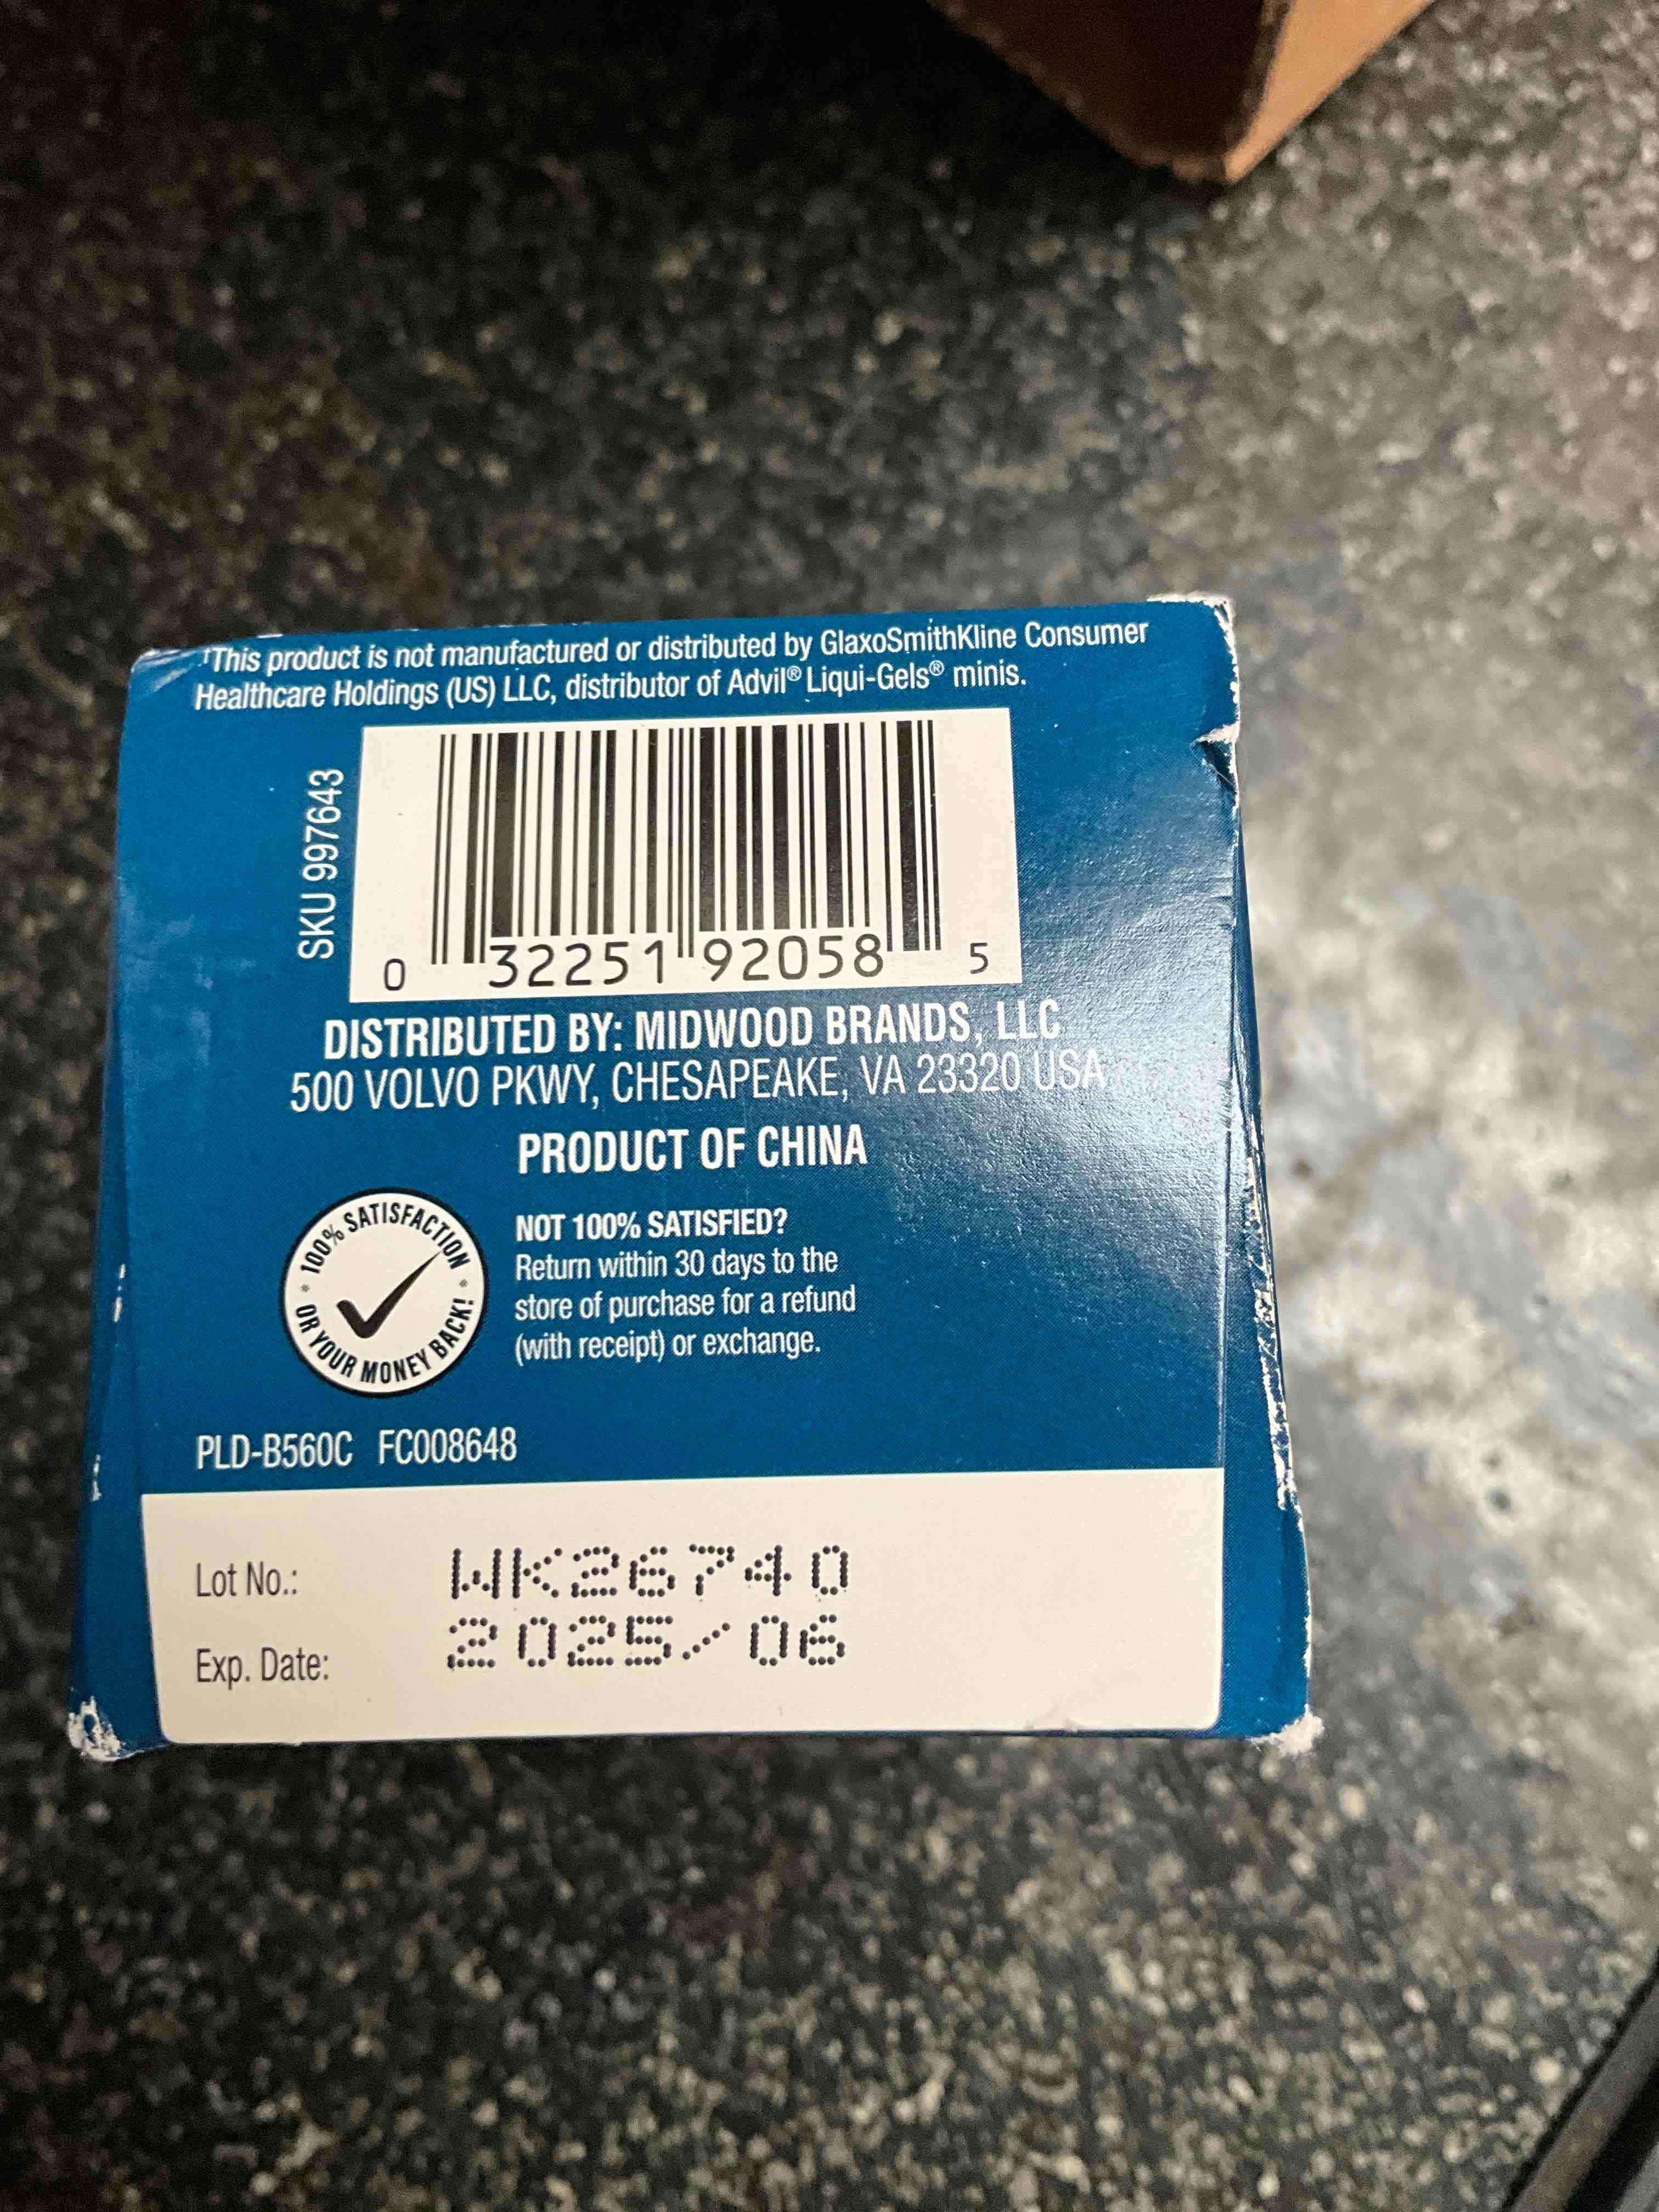 †This product is not manufactured or distributed by GlaxoSmithKline Consumer
Healthcare Holdings (US) LLC, distributor of Advil® Liqui-Gels® minis.
SKU 997643
0 32251 92058 5
DISTRIBUTED BY: MIDWOOD BRANDS, LLC
500 VOLVO PKWY, CHESAPEAKE, VA 23320 USA
PRODUCT OF CHINA
100% SATISFACTION
OR YOUR MONEY BACK!
NOT 100% SATISFIED?
Return within 30 days to the
store of purchase for a refund
(with receipt) or exchange.
PLD-B560C FC008648
Lot No.: WK26740
Exp. Date: 2025/06